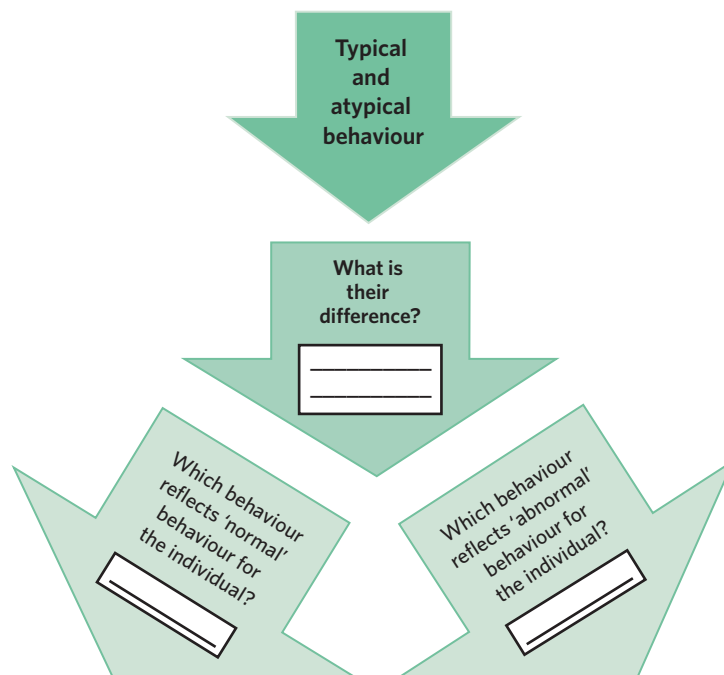 Typical
and
atypical
behaviour
What is
their
difference?
Which behaviour
reflects 'normal'
behaviour for
the individual?
Which behaviour
reflects 'abnormal'
behaviour for
the individual?